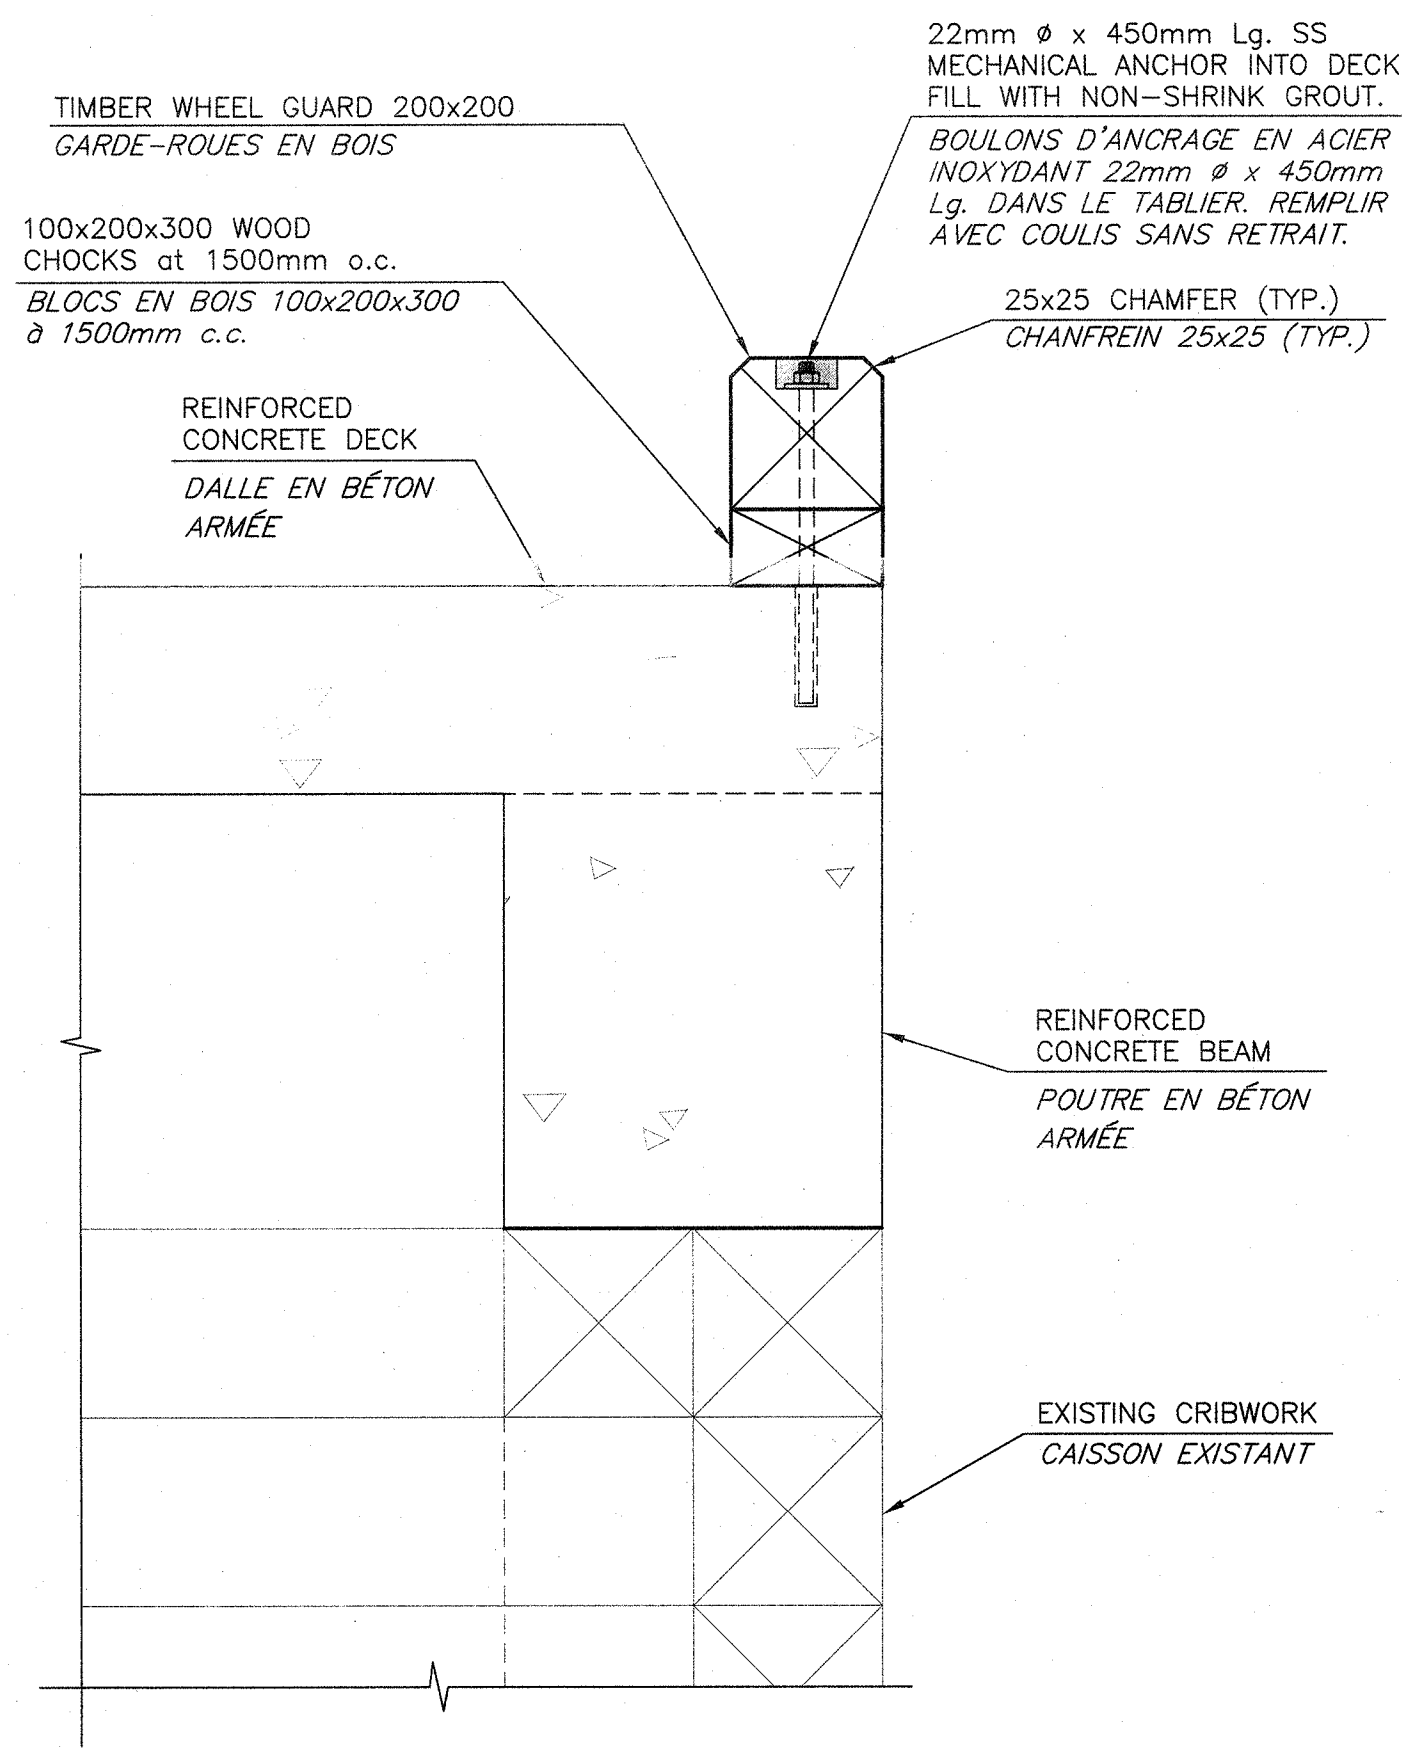 22mm ø x 450mm Lg. SS
MECHANICAL ANCHOR INTO DECK
FILL WITH NON-SHRINK GROUT.
BOULONS D'ANCRAGE EN ACIER
INOXYDANT 22mm ø x 450mm
Lg. DANS LE TABLIER. REMPLIR
AVEC COULIS SANS RETRAIT.
TIMBER WHEEL GUARD 200x200
GARDE-ROUES EN BOIS
100x200x300 WOOD
CHOCKS at 1500mm o.c.
BLOCS EN BOIS 100x200x300
à 1500mm c.c.
25x25 CHAMFER (TYP.)
CHANFREIN 25x25 (TYP.)
REINFORCED
CONCRETE DECK
DALLE EN BÉTON
ARMÉE
REINFORCED
CONCRETE BEAM
POUTRE EN BÉTON
ARMÉE
EXISTING CRIBWORK
CAISSON EXISTANT